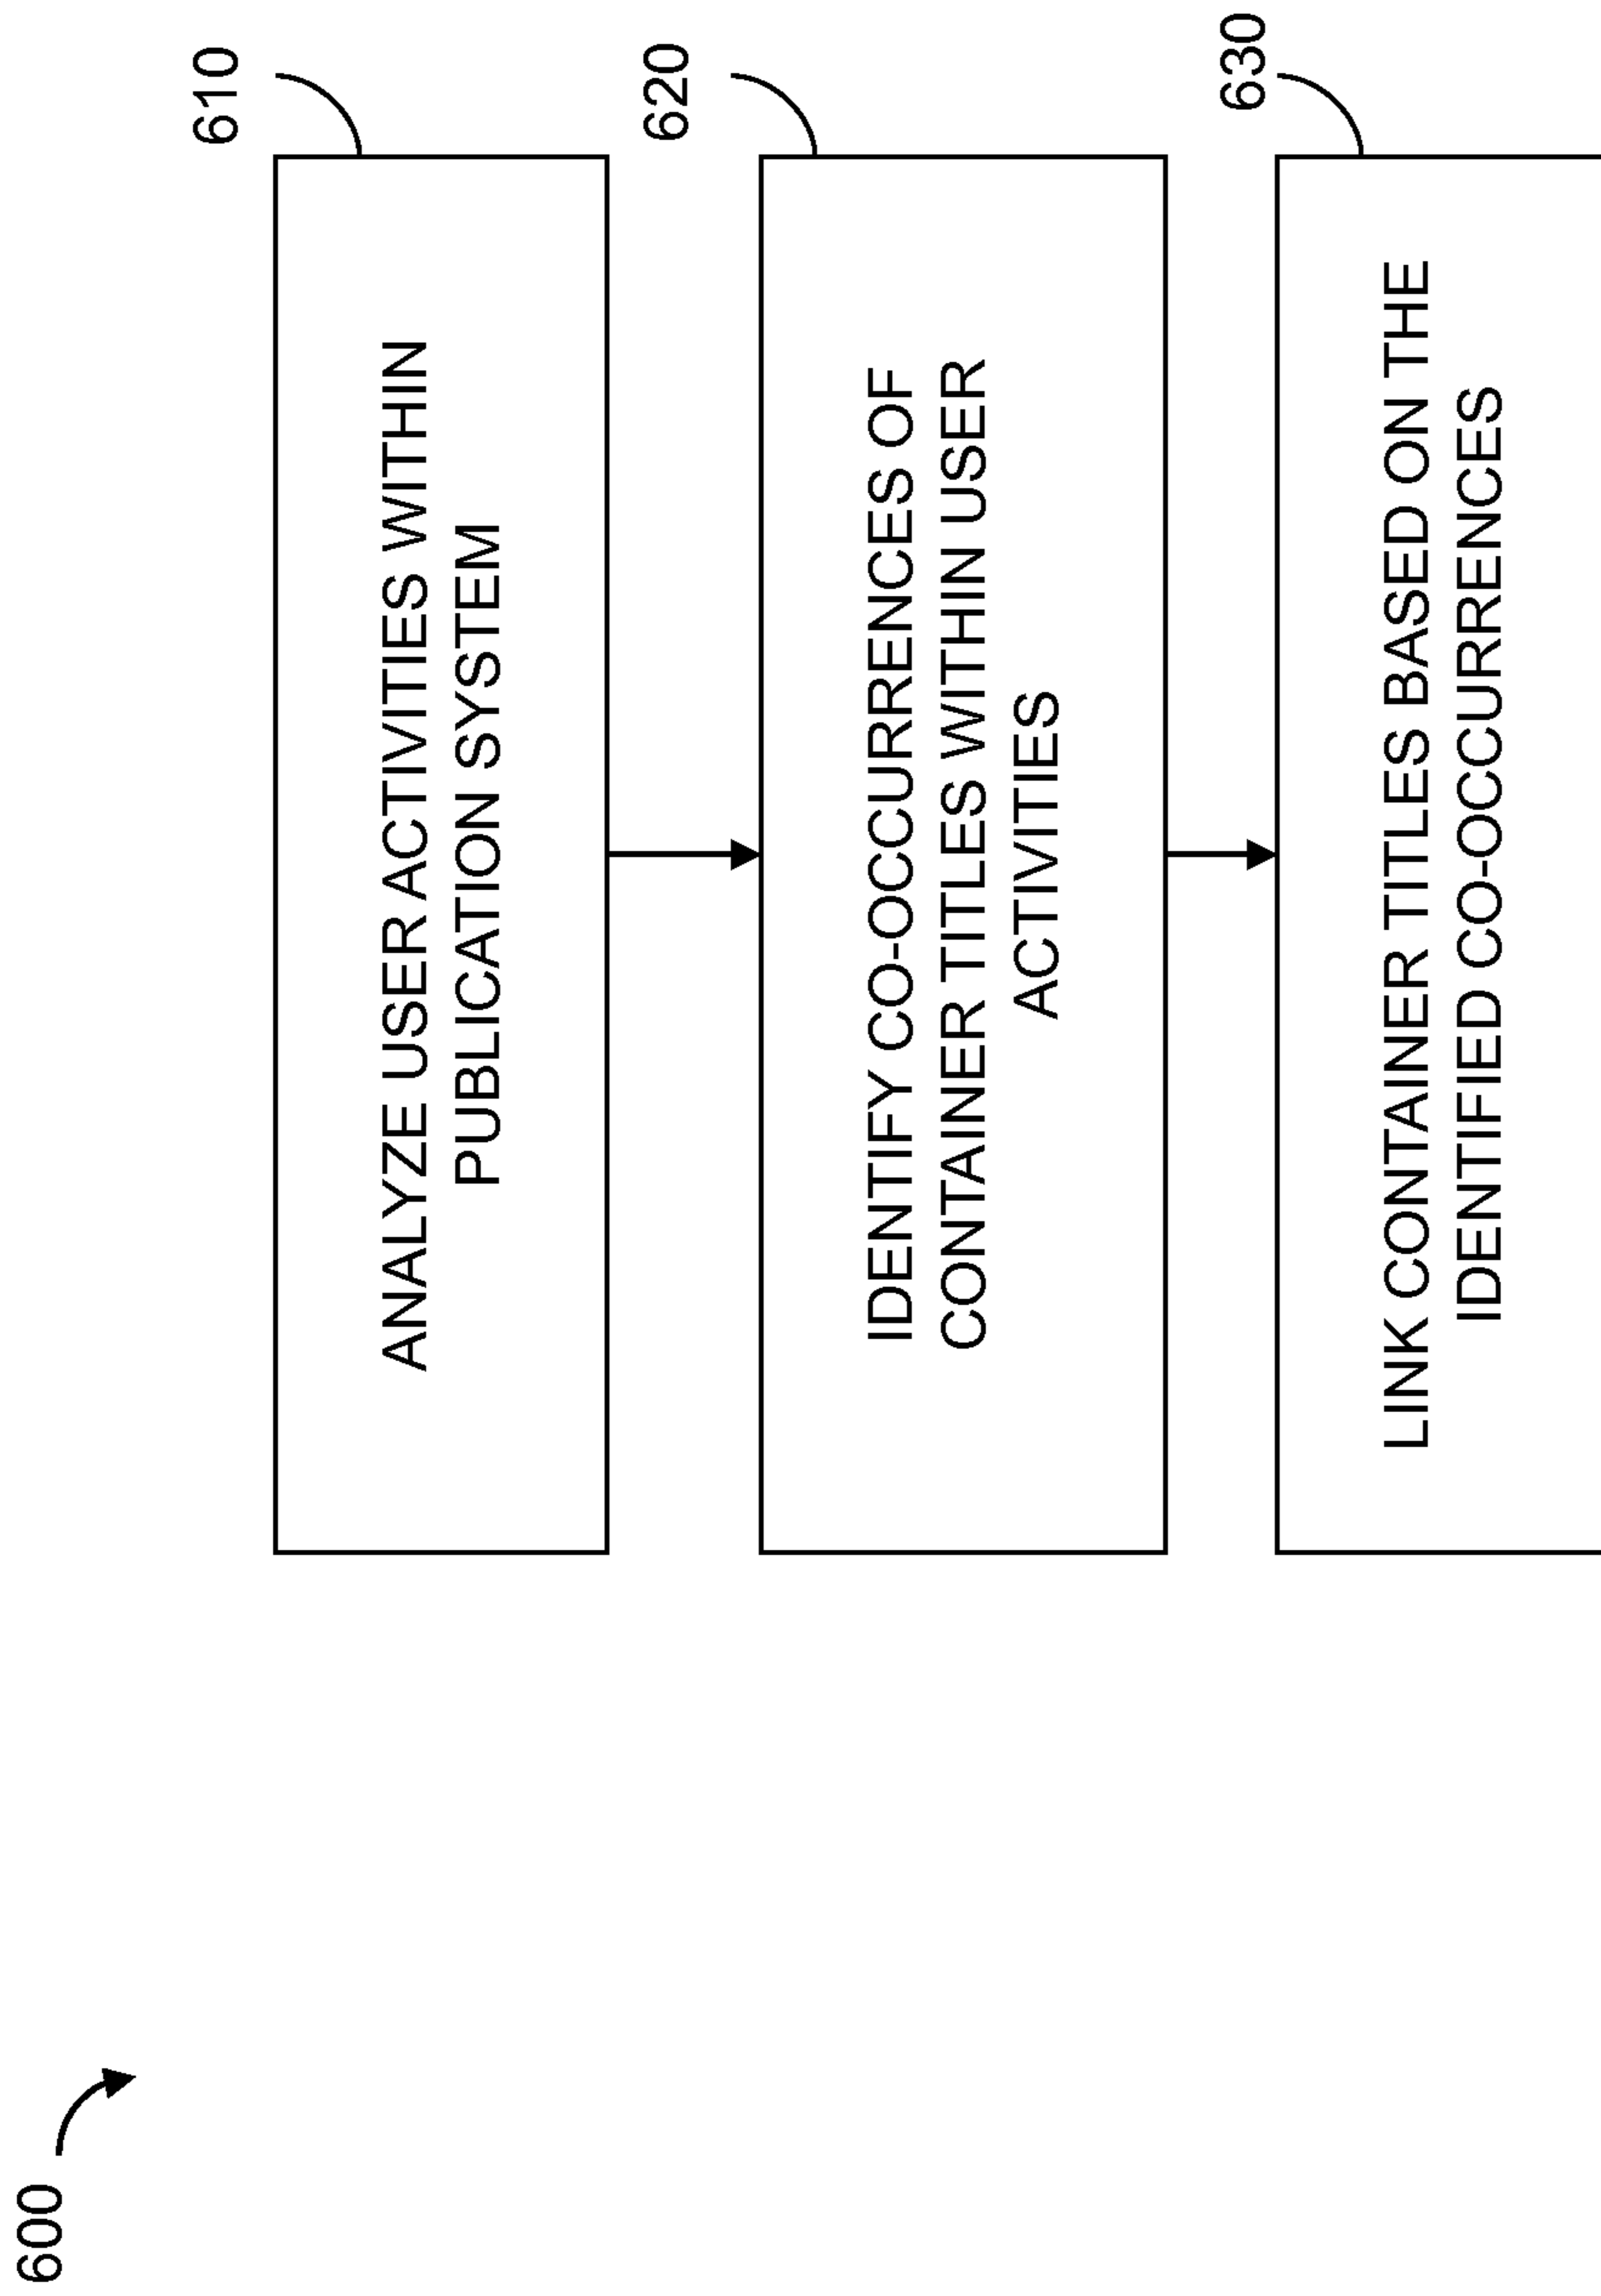 600
610
ANALYZE USER ACTIVITIES WITHIN
PUBLICATION SYSTEM
620
IDENTIFY CO-OCCURRENCES OF
CONTAINER TITLES WITHIN USER
ACTIVITIES
630
LINK CONTAINER TITLES BASED ON THE
IDENTIFIED CO-OCCURRENCES